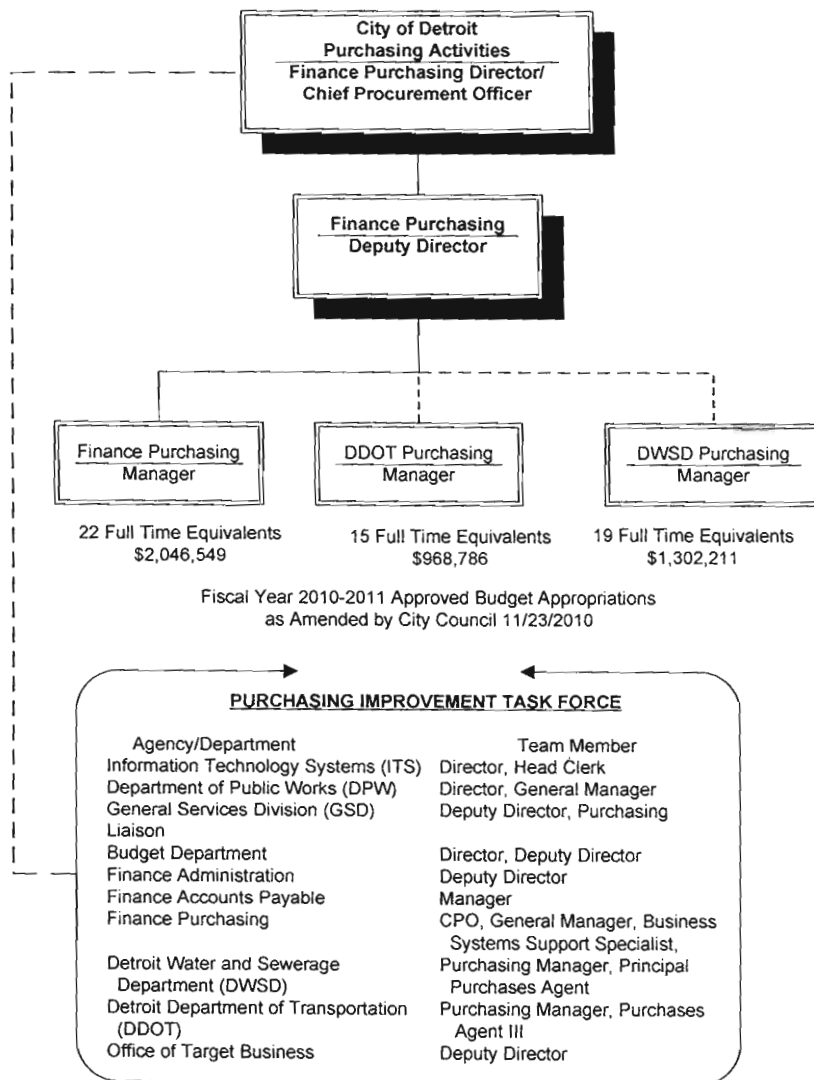 City of Detroit
Purchasing Activities
Finance Purchasing Director/
Chief Procurement Officer
Finance Purchasing
Deputy Director
Finance Purchasing
Manager
DDOT Purchasing
Manager
DWSD Purchasing
Manager
22 Full Time Equivalents
$2,046,549
15 Full Time Equivalents
$968,786
19 Full Time Equivalents
$1,302,211
Fiscal Year 2010-2011 Approved Budget Appropriations
as Amended by City Council 11/23/2010
PURCHASING IMPROVEMENT TASK FORCE
Agency/Department Team Member
Information Technology Systems (ITS) Director, Head Clerk
Department of Public Works (DPW) Director, General Manager
General Services Division (GSD) Deputy Director, Purchasing
Liaison
Budget Department Director, Deputy Director
Finance Administration Deputy Director
Finance Accounts Payable Manager
Finance Purchasing CPO, General Manager, Business
Systems Support Specialist,
Detroit Water and Sewerage Purchasing Manager, Principal
Department (DWSD) Purchases Agent
Detroit Department of Transportation Purchasing Manager, Purchases
(DDOT) Agent III
Office of Target Business Deputy Director